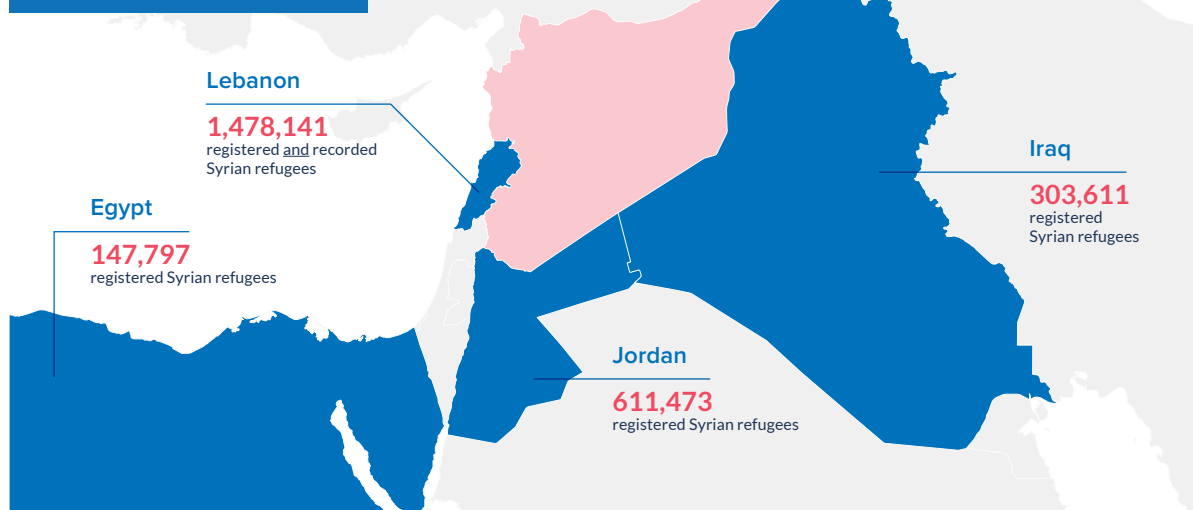 Lebanon
1,478,141
registered and recorded
Syrian refugees
Iraq
303,611
registered
Syrian refugees
Egypt
147,797
registered Syrian refugees
Jordan
611,473
registered Syrian refugees